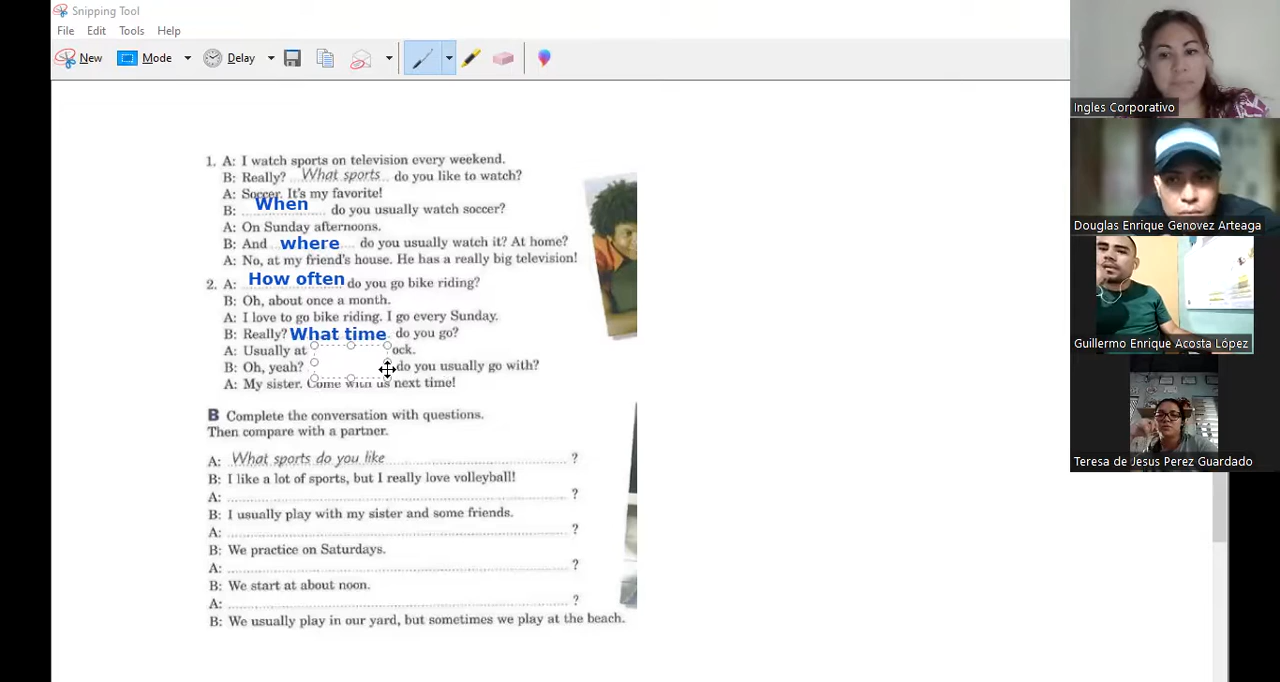 Snipping Tool
File Edit Tools Help
New Mode Delay
1. A: I watch sports on television every weekend.
B: Really? What sports do you like to watch?
A: Soccer. It's my favorite!
B: When do you usually watch soccer?
A: On Sunday afternoons.
B: And where do you usually watch it? At home?
A: No, at my friend's house. He has a really big television!
2. A: How often do you go bike riding?
B: Oh, about once a month.
A: I love to go bike riding. I go every Sunday.
B: Really? What time do you go?
A: Usually at ock.
B: Oh, yeah? do you usually go with?
A: My sister. Come with us next time!
B Complete the conversation with questions.
Then compare with a partner.
A: What sports do you like ?
B: I like a lot of sports, but I really love volleyball!
A: ?
B: I usually play with my sister and some friends.
A: ?
B: We practice on Saturdays.
A: ?
B: We start at about noon.
A: ?
B: We usually play in our yard, but sometimes we play at the beach.
Ingles Corporativo
Douglas Enrique Genovez Arteaga
Guillermo Enrique Acosta López
Teresa de Jesus Perez Guardado